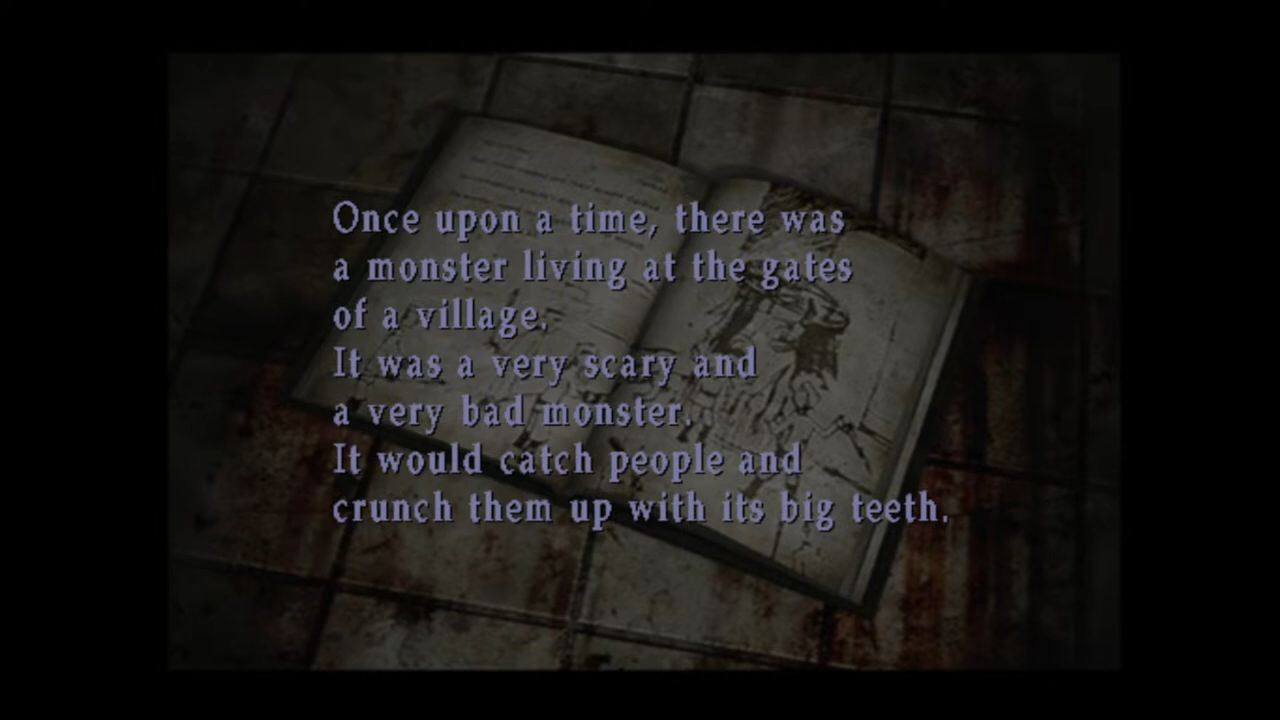 Once upon a time, there was
a monster living at the gates
of a village.
It was a very scary and
a very bad monster.
It would catch people and
crunch them up with its big teeth.